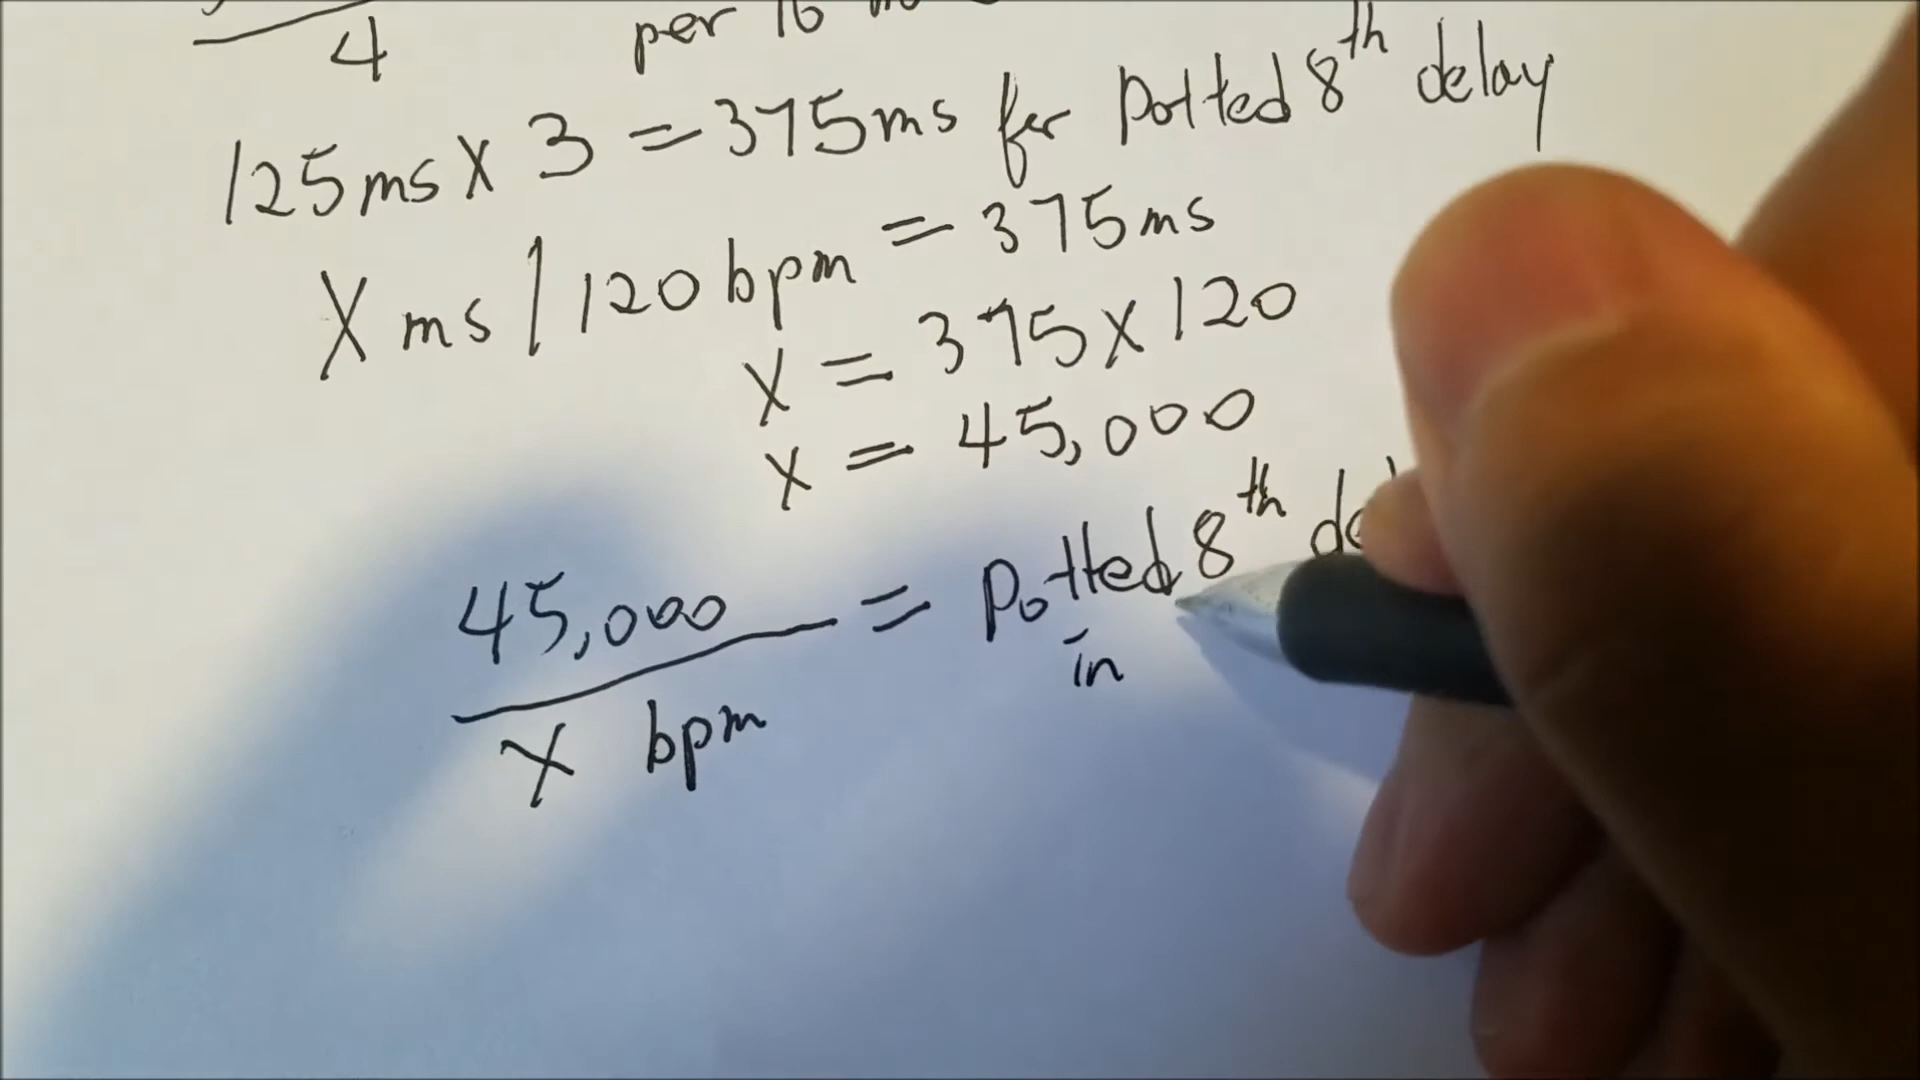 4 per 16
125ms x 3 = 375ms for Dotted 8th delay
X ms / 120 bpm = 375ms
x = 375 x 120
x = 45,000
45,000 = Dotted 8th
in
X bpm